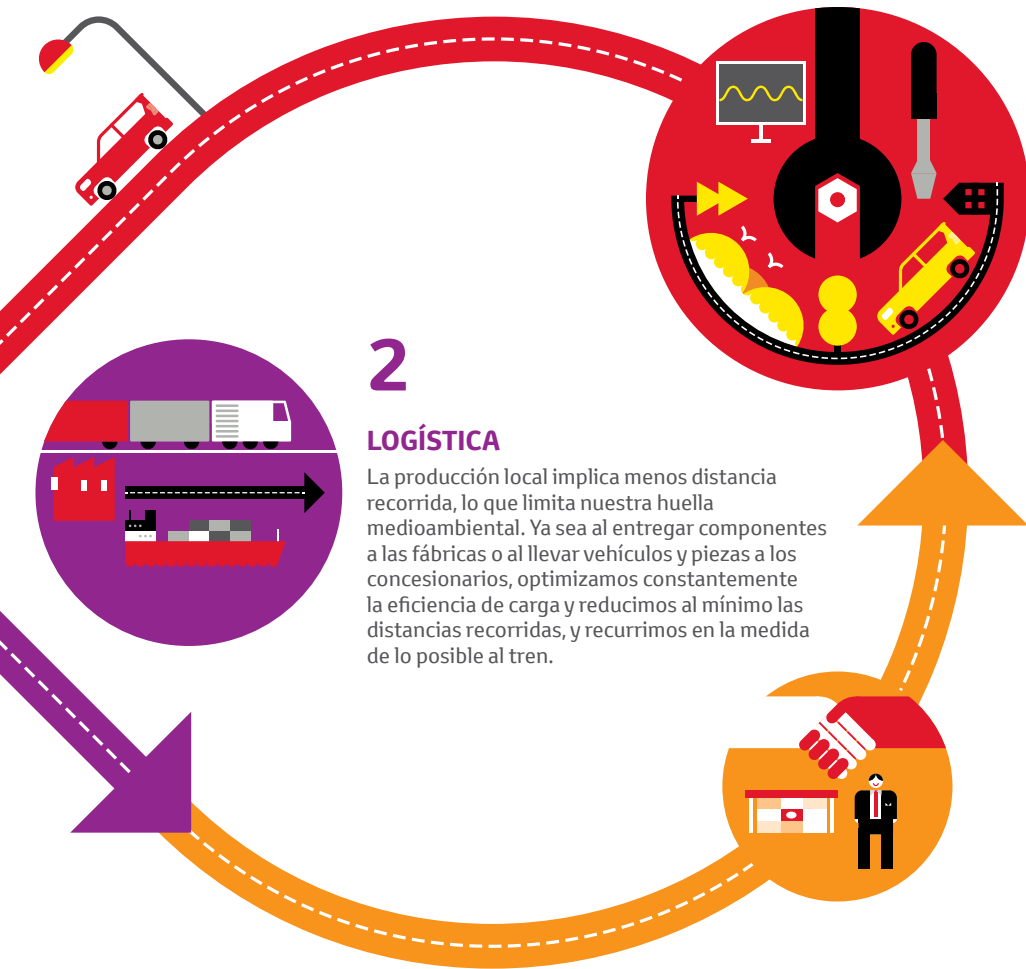 2
LOGÍSTICA
La producción local implica menos distancia
recorrida, lo que limita nuestra huella
medioambiental. Ya sea al entregar componentes
a las fábricas o al llevar vehículos y piezas a los
concesionarios, optimizamos constantemente
la eficiencia de carga y reducimos al mínimo las
distancias recorridas, y recurrimos en la medida
de lo posible al tren.